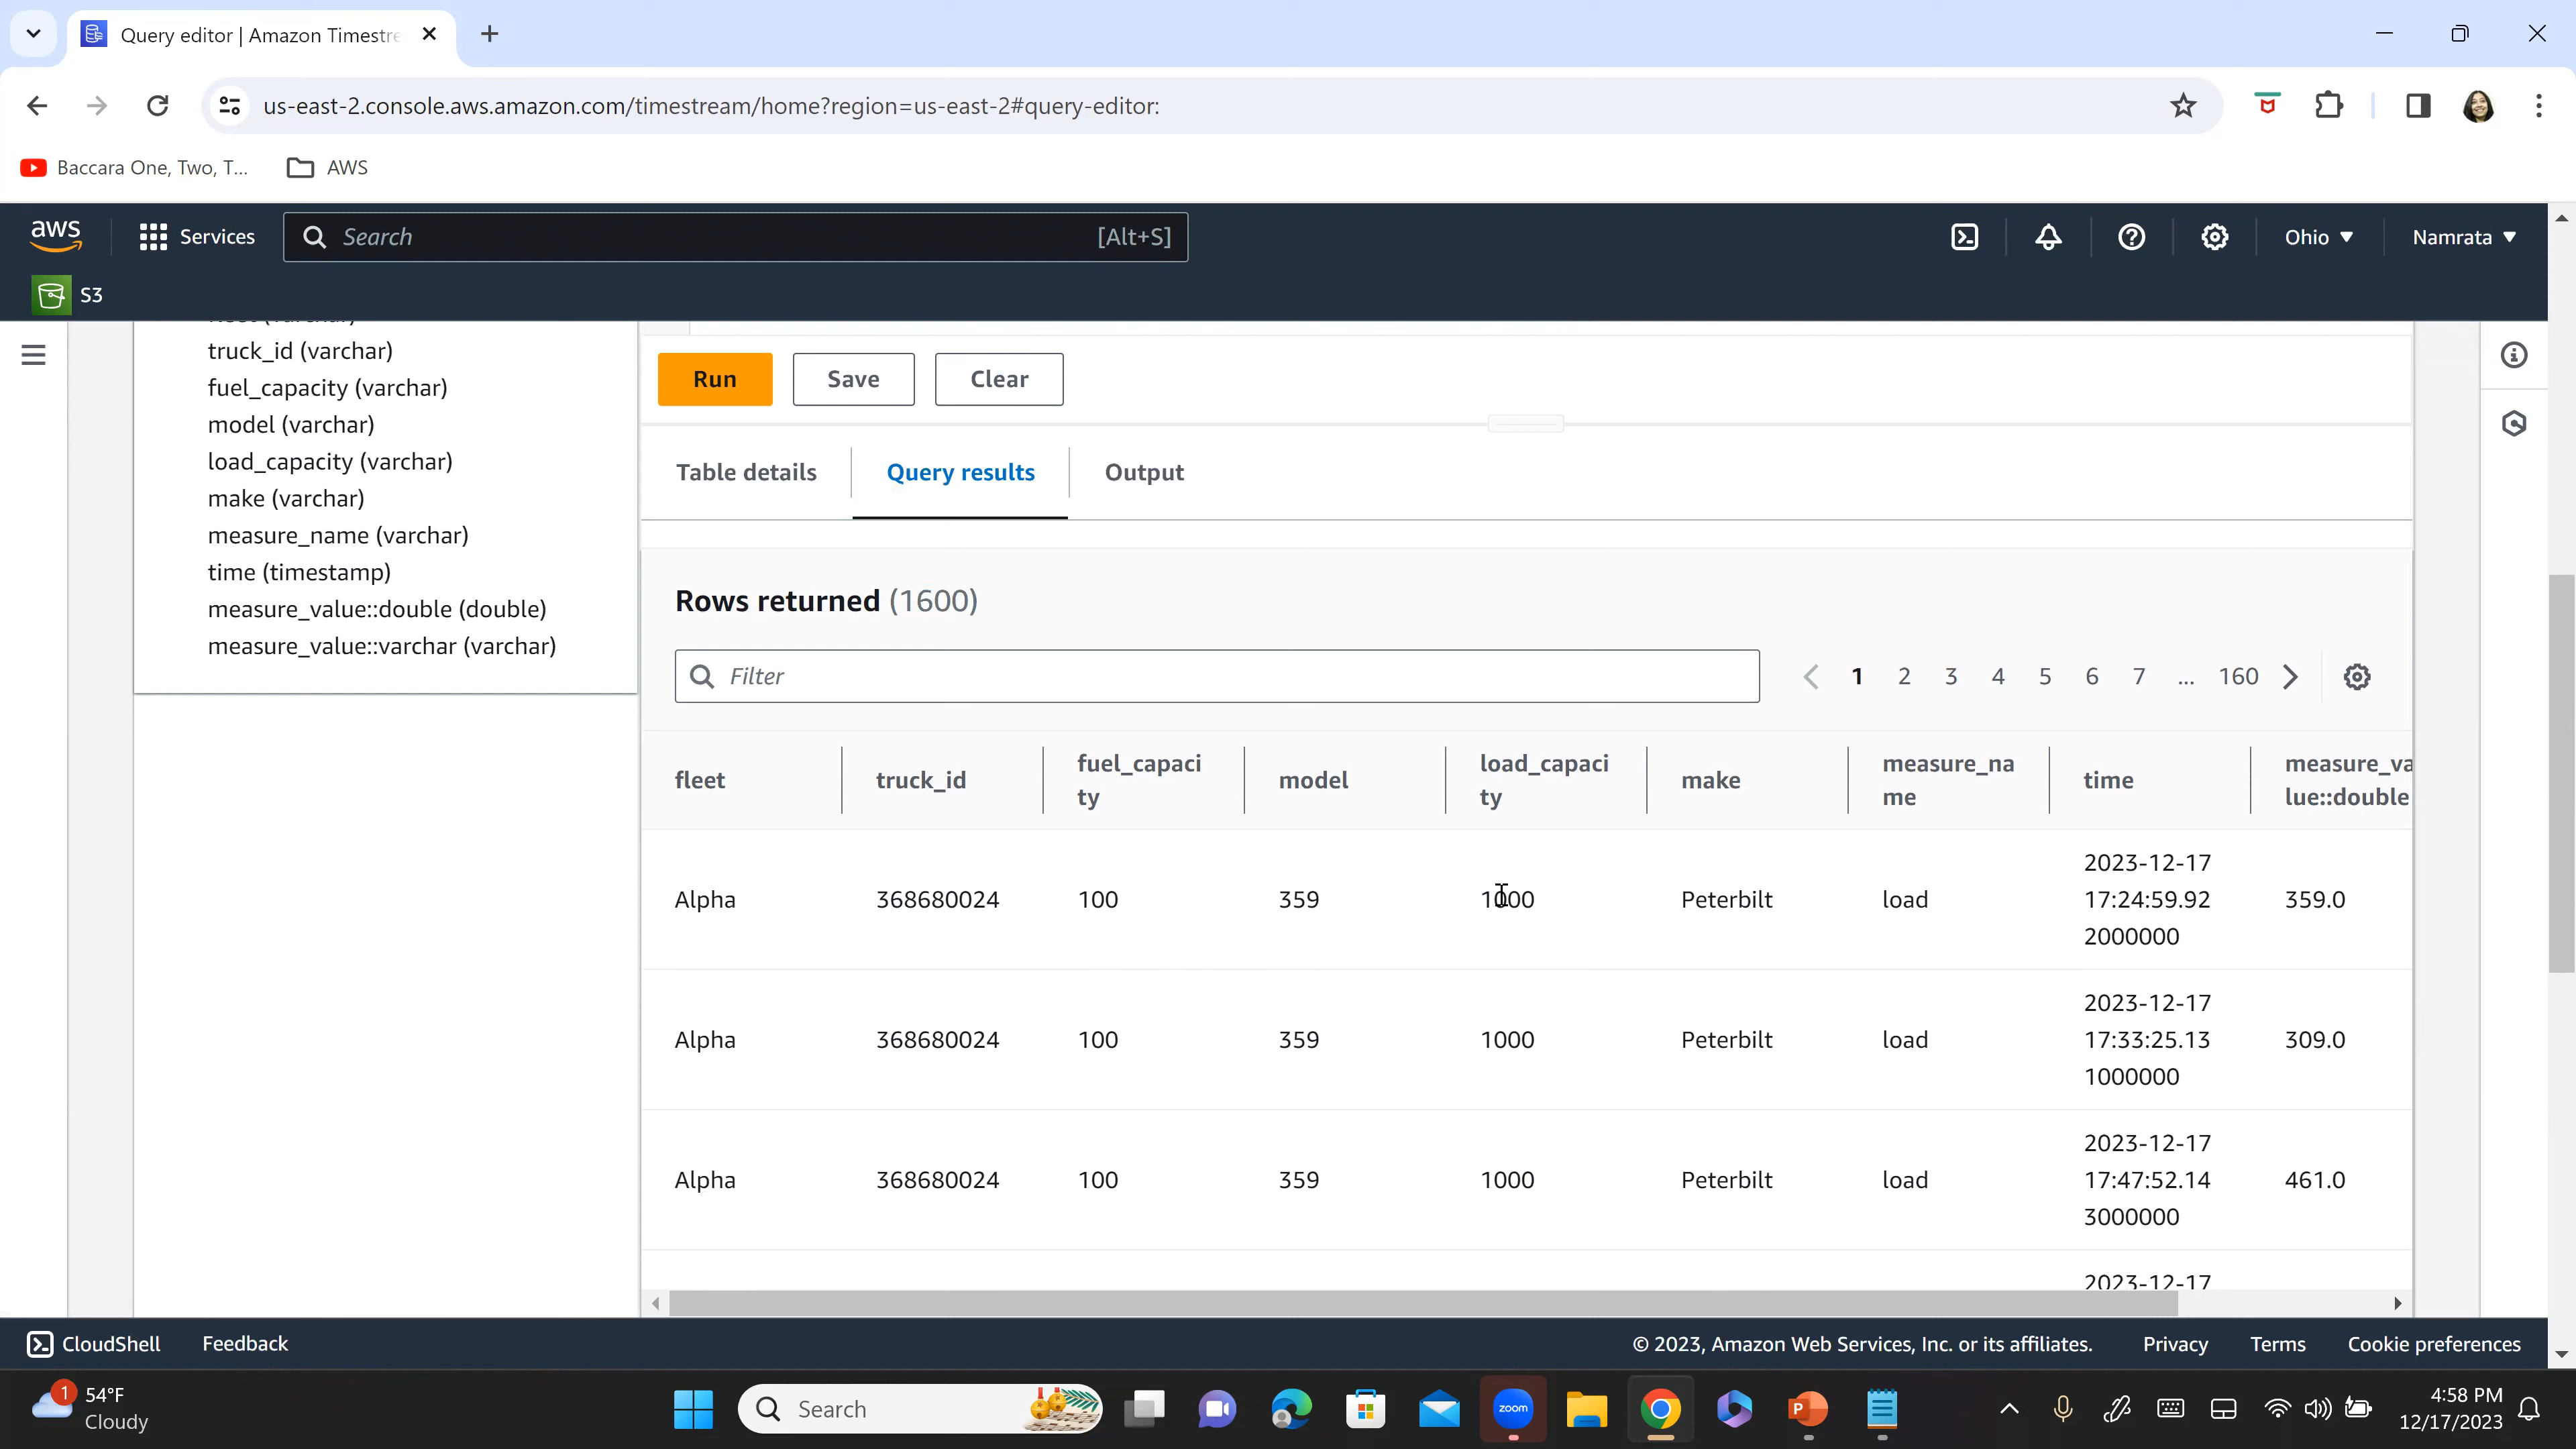 Query editor | Amazon Timestre
us-east-2.console.aws.amazon.com/timestream/home?region=us-east-2#query-editor:
Baccara One, Two, T...
AWS
aws
Services
Search
[Alt+S]
Ohio
Namrata
S3
truck_id (varchar)
fuel_capacity (varchar)
model (varchar)
load_capacity (varchar)
make (varchar)
measure_name (varchar)
time (timestamp)
measure_value::double (double)
measure_value::varchar (varchar)
Run
Save
Clear
Table details
Query results
Output
Rows returned (1600)
Filter
1 2 3 4 5 6 7 ... 160
fleet
truck_id
fuel_capaci
ty
model
load_capaci
ty
make
measure_na
me
time
measure_va
lue::double
Alpha 368680024 100 359 1000 Peterbilt load
2023-12-17
17:24:59.92
2000000
359.0
Alpha 368680024 100 359 1000 Peterbilt load
2023-12-17
17:33:25.13
1000000
309.0
Alpha 368680024 100 359 1000 Peterbilt load
2023-12-17
17:47:52.14
3000000
461.0
2023-12-17
CloudShell
Feedback
© 2023, Amazon Web Services, Inc. or its affiliates.
Privacy
Terms
Cookie preferences
1
54°F
Cloudy
Search
zoom
4:58 PM
12/17/2023